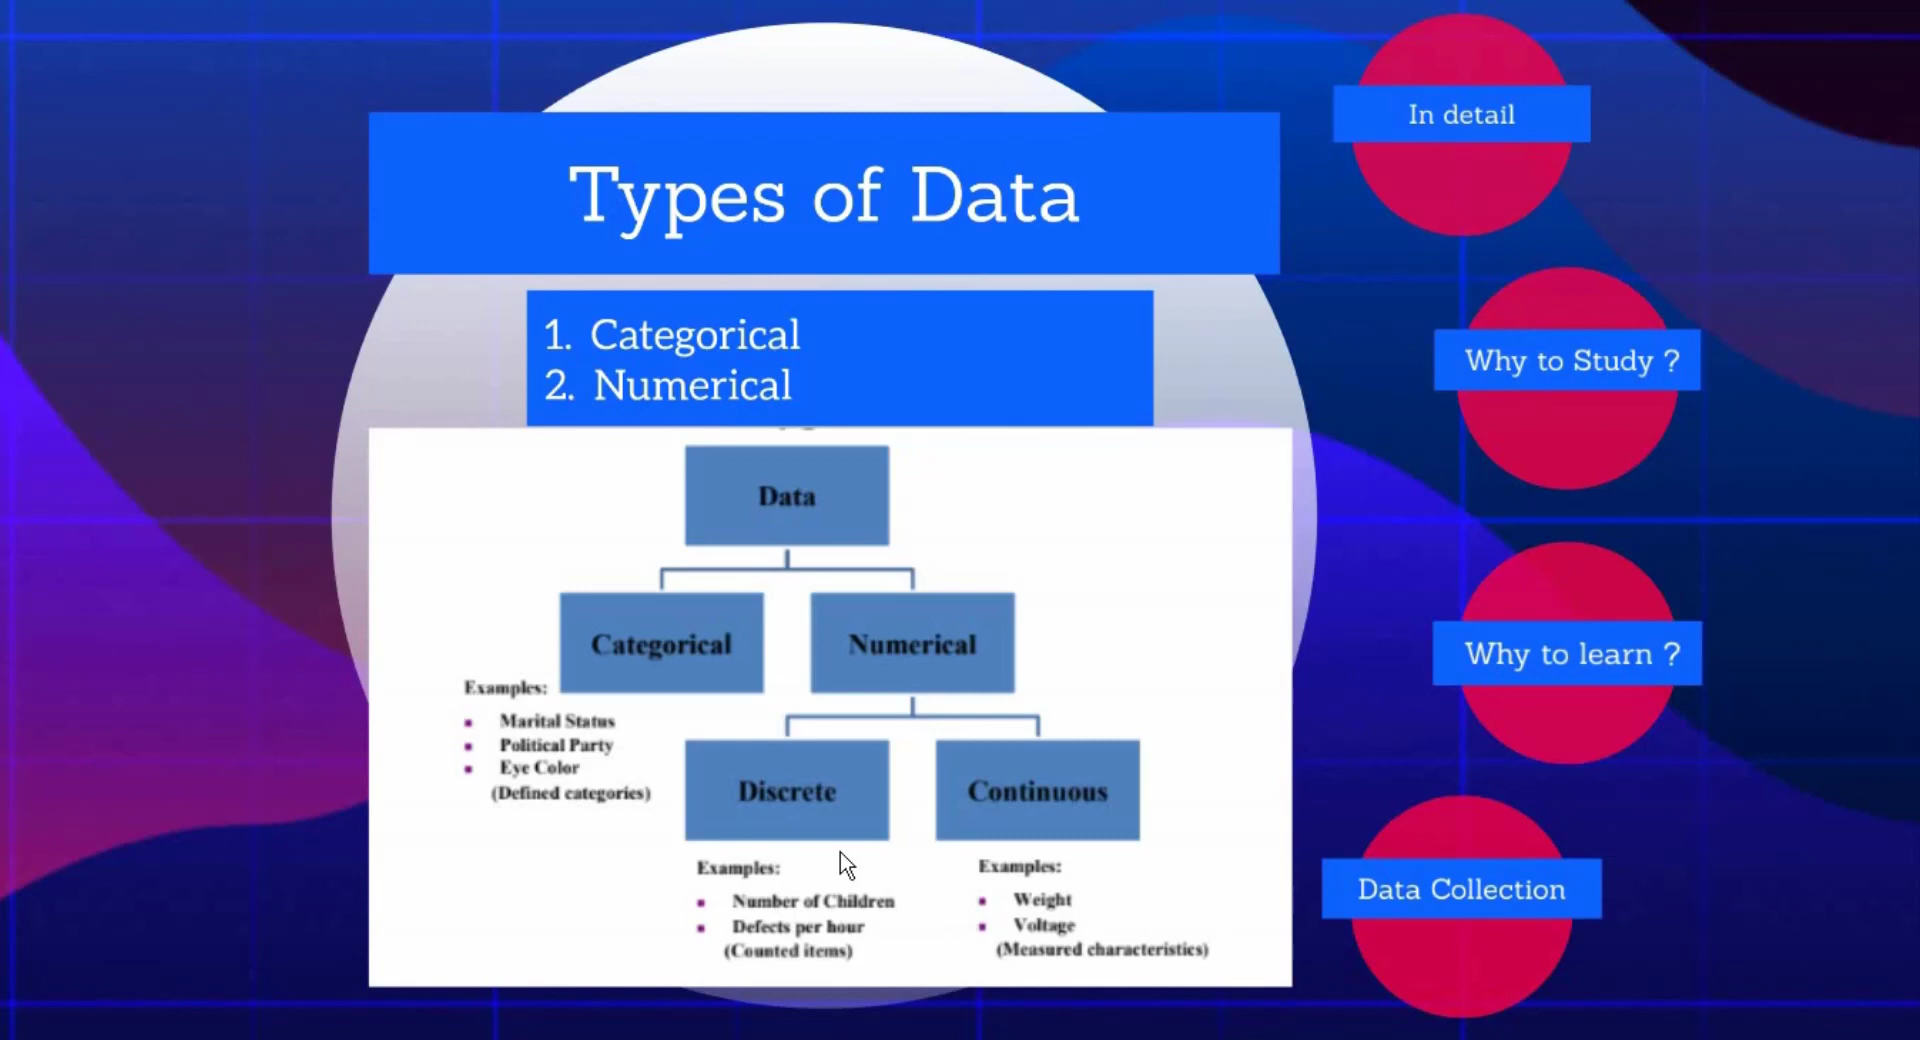 Types of Data
1. Categorical
2. Numerical
Data
Categorical
Numerical
Examples:
Marital Status
Political Party
Eye Color
(Defined categories)
Discrete
Continuous
Examples:
Number of Children
Defects per hour
(Counted items)
Examples:
Weight
Voltage
(Measured characteristics)
In detail
Why to Study ?
Why to learn ?
Data Collection